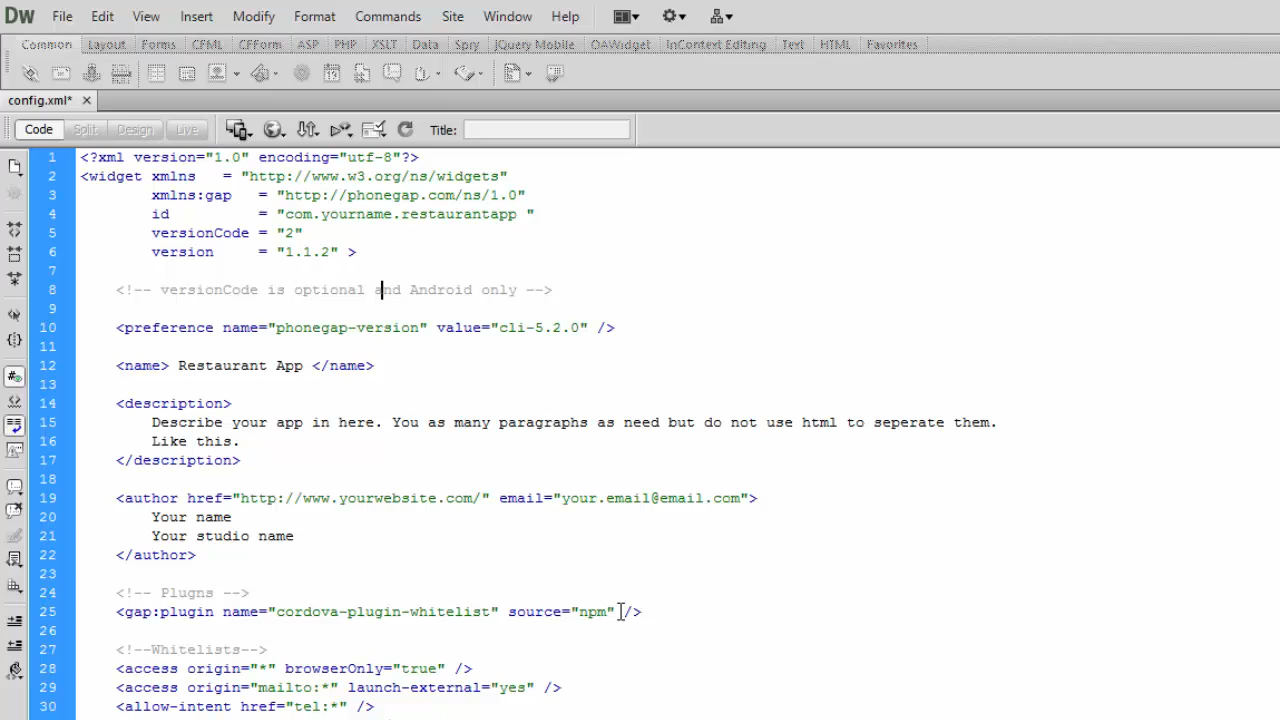 Dw File Edit View Insert Modify Format Commands Site Window Help
Common Layout Forms CFML CFForm ASP PHP XSLT Data Spry jQuery Mobile OAWidget InContext Editing Text HTML Favorites
config.xml*
Code Split Design Live Title:
1 <?xml version="1.0" encoding="utf-8"?>
2 <widget xmlns = "http://www.w3.org/ns/widgets"
3 xmlns:gap = "http://phonegap.com/ns/1.0"
4 id = "com.yourname.restaurantapp "
5 versionCode = "2"
6 version = "1.1.2" >
7
8 <!-- versionCode is optional and Android only -->
9
10 <preference name="phonegap-version" value="cli-5.2.0" />
11
12 <name> Restaurant App </name>
13
14 <description>
15 Describe your app in here. You as many paragraphs as need but do not use html to seperate them.
16 Like this.
17 </description>
18
19 <author href="http://www.yourwebsite.com/" email="your.email@email.com">
20 Your name
21 Your studio name
22 </author>
23
24 <!-- Plugns -->
25 <gap:plugin name="cordova-plugin-whitelist" source="npm" />
26
27 <!--Whitelists-->
28 <access origin="*" browserOnly="true" />
29 <access origin="mailto:*" launch-external="yes" />
30 <allow-intent href="tel:*" />